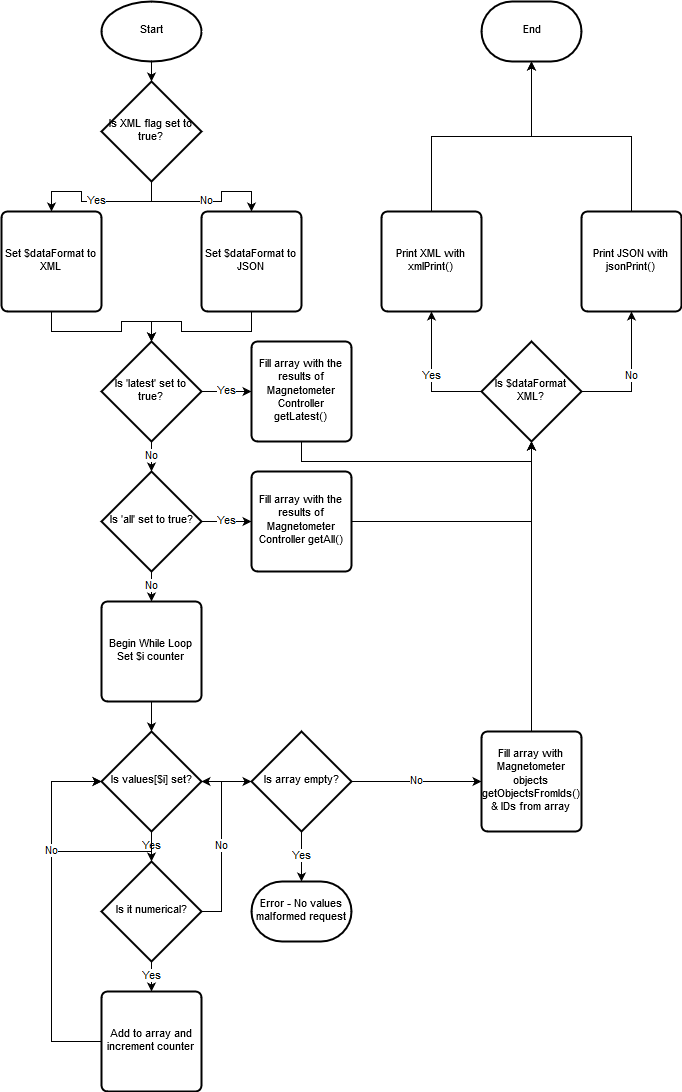 Start
End
Is XML flag set to
true?
Yes
No
Set $dataFormat to
XML
Set $dataFormat to
JSON
Print XML with
xmlPrint()
Print JSON with
jsonPrint()
Is 'latest' set to
true?
Yes
Fill array with the
results of
Magnetometer
Controller
getLatest()
Yes
Is $dataFormat
XML?
No
No
Is 'all' set to true?
Yes
Fill array with the
results of
Magnetometer
Controller getAll()
No
Begin While Loop
Set $i counter
Is values[$i] set?
Is array empty?
No
Fill array with
Magnetometer
objects
getObjectsFromIds()
& IDs from array
No
Yes
No
Yes
Is it numerical?
Error - No values
malformed request
Yes
Add to array and
increment counter